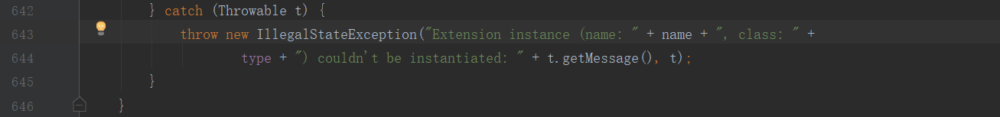 642 } catch (Throwable t) {
643 throw new IllegalStateException("Extension instance (name: " + name + ", class: " +
644 type + ") couldn't be instantiated: " + t.getMessage(), t);
645 }
646 }